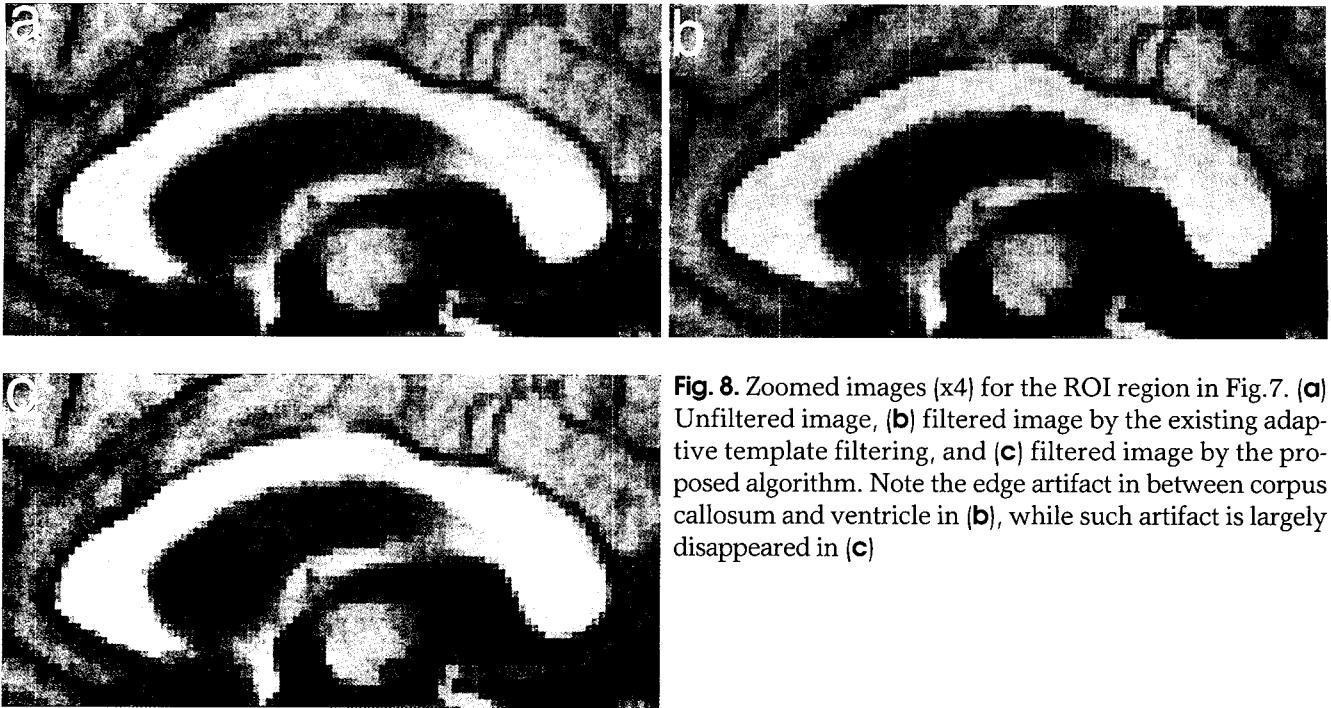 a
b
c
Fig. 8. Zoomed images (x4) for the ROI region in Fig.7. (a)
Unfiltered image, (b) filtered image by the existing adap-
tive template filtering, and (c) filtered image by the pro-
posed algorithm. Note the edge artifact in between corpus
callosum and ventricle in (b), while such artifact is largely
disappeared in (c)